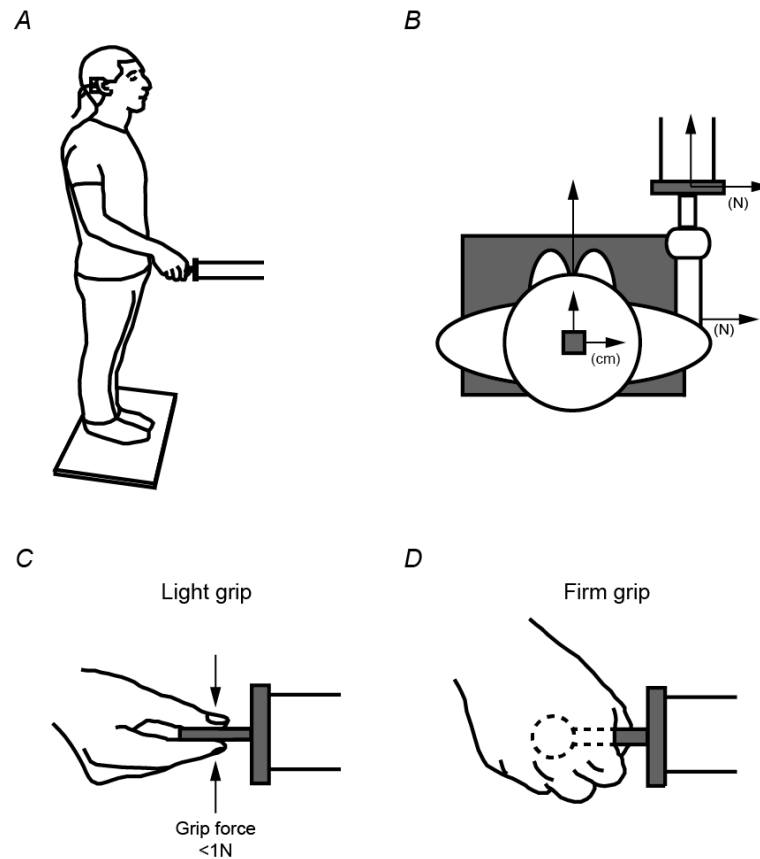 A
B
(N)
(N)
(cm)
C
D
Light grip
Firm grip
Grip force
<1N